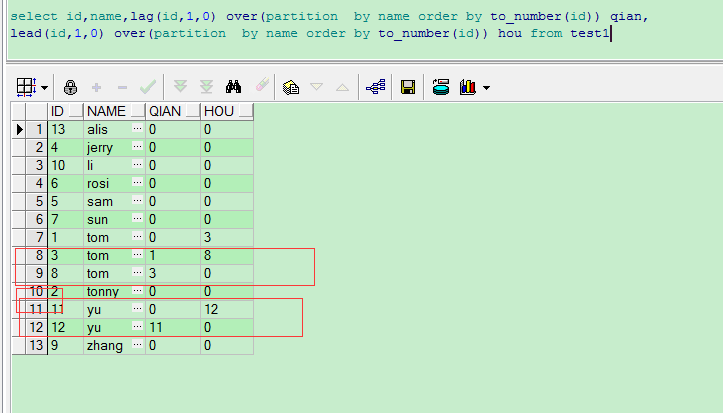 select id,name,lag(id,1,0) over(partition  by name order by to_number(id)) qian,
lead(id,1,0) over(partition  by name order by to_number(id)) hou from test1
ID NAME QIAN HOU
1 13 alis ... 0 0
2 4 jerry ... 0 0
3 10 li ... 0 0
4 6 rosi ... 0 0
5 5 sam ... 0 0
6 7 sun ... 0 0
7 1 tom ... 0 3
8 3 tom ... 1 8
9 8 tom ... 3 0
10 2 tonny ... 0 0
11 11 yu ... 0 12
12 12 yu ... 11 0
13 9 zhang ... 0 0